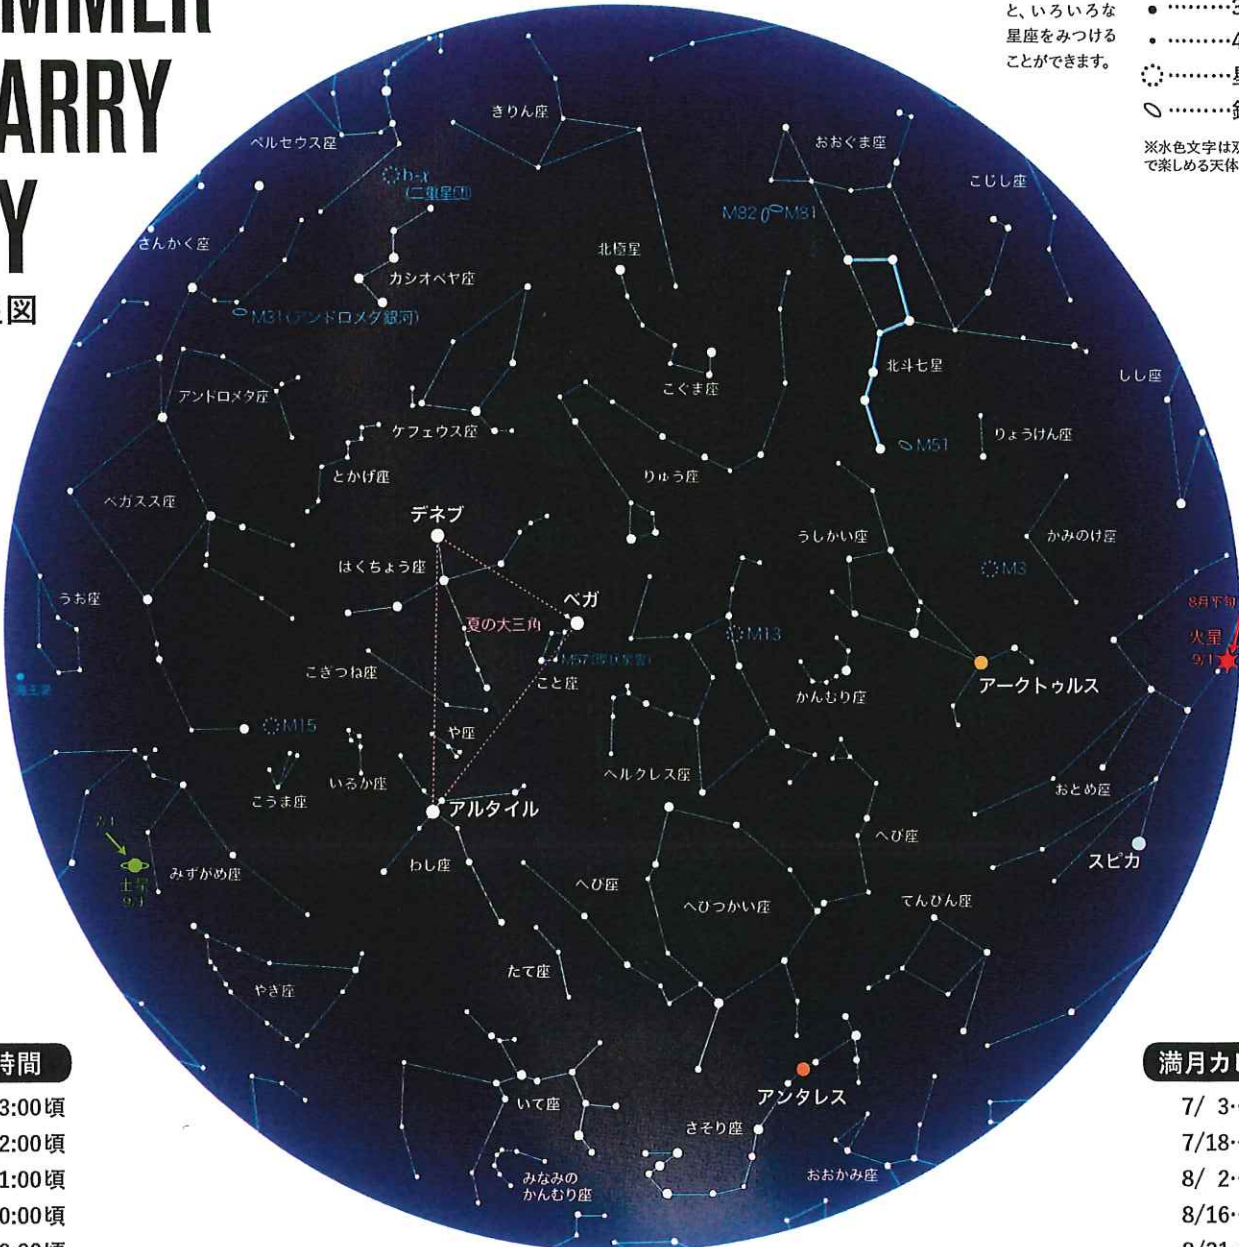 と、いろいろな
星座をみつける
ことができます。
※水色文字は双
で楽しめる天体
ARRY
図
きりん座
ペルセウス座
おおぐま座
こじし座
h-χ
(二重星団)
M82
M81
さんかく座
北極星
カシオペヤ座
M31(アンドロメダ銀河)
北斗七星
しし座
こぐま座
アンドロメダ座
ケフェウス座
りょうけん座
M51
とかげ座
りゅう座
ペガスス座
デネブ
うしかい座
かみのけ座
はくちょう座
M3
うお座
ベガ
8月下旬
夏の大三角
M13
火星
9/1
M57(環状星雲)
こぎつね座
こと座
アークトゥルス
海王星
かんむり座
M15
や座
ヘルクレス座
いるか座
こうま座
おとめ座
アルタイル
7/1
へび座
わし座
スピカ
みずがめ座
土星
9/1
へび座
てんびん座
へびつかい座
たて座
やぎ座
時間
満月カレ
3:00頃
アンタレス
いて座
7/ 3
2:00頃
さそり座
7/18
1:00頃
おおかみ座
みなみの
かんむり座
8/ 2
0:00頃
8/16